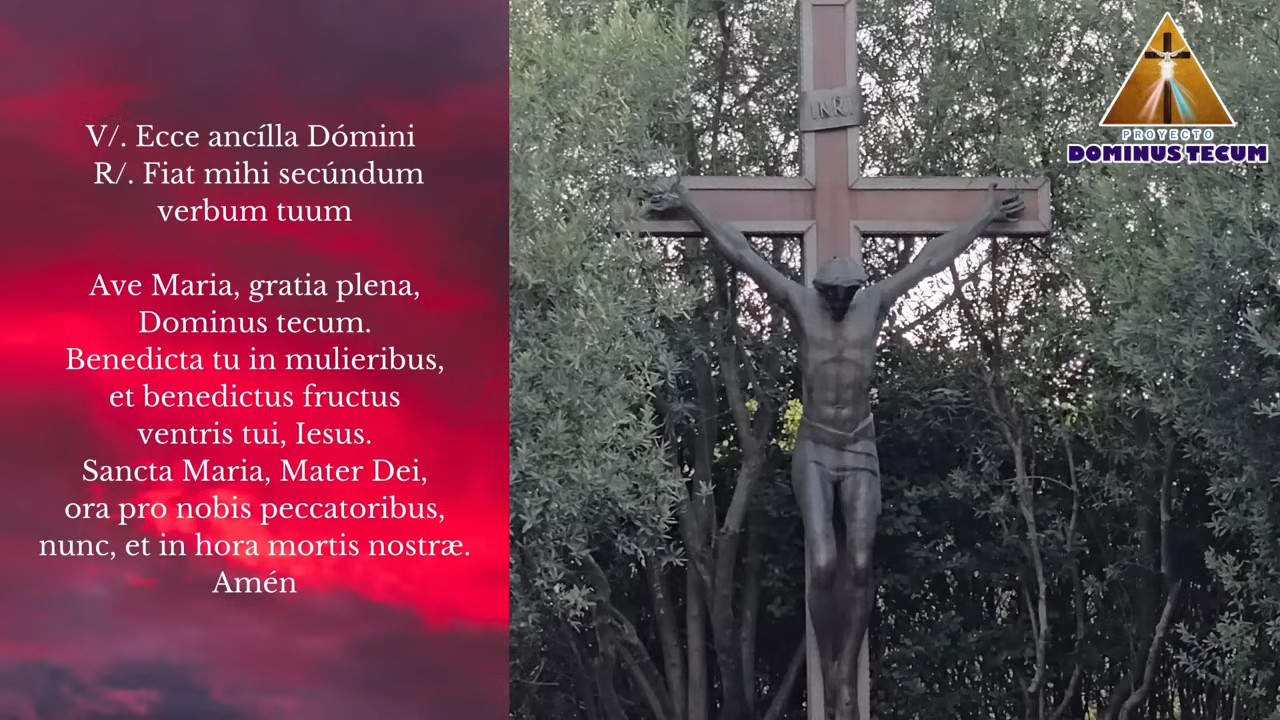 V/. Ecce ancílla Dómini
R/. Fiat mihi secúndum
verbum tuum
Ave Maria, gratia plena,
Dominus tecum.
Benedicta tu in mulieribus,
et benedictus fructus
ventris tui, Iesus.
Sancta Maria, Mater Dei,
ora pro nobis peccatoribus,
nunc, et in hora mortis nostræ.
Amén
INRI
PROYECTO
DOMINUS TECUM